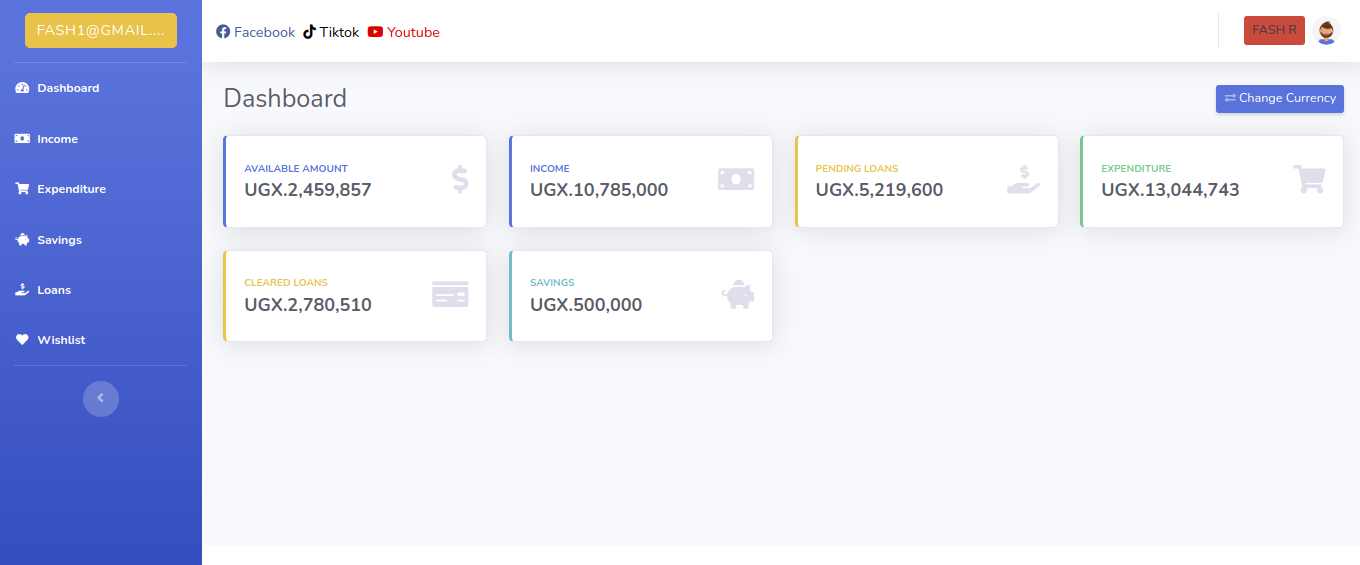 FASH1@GMAIL....
Dashboard
Income
Expenditure
Savings
Loans
Wishlist
Facebook Tiktok Youtube
FASH R
Dashboard
Change Currency
AVAILABLE AMOUNT
UGX.2,459,857
INCOME
UGX.10,785,000
PENDING LOANS
UGX.5,219,600
EXPENDITURE
UGX.13,044,743
CLEARED LOANS
UGX.2,780,510
SAVINGS
UGX.500,000